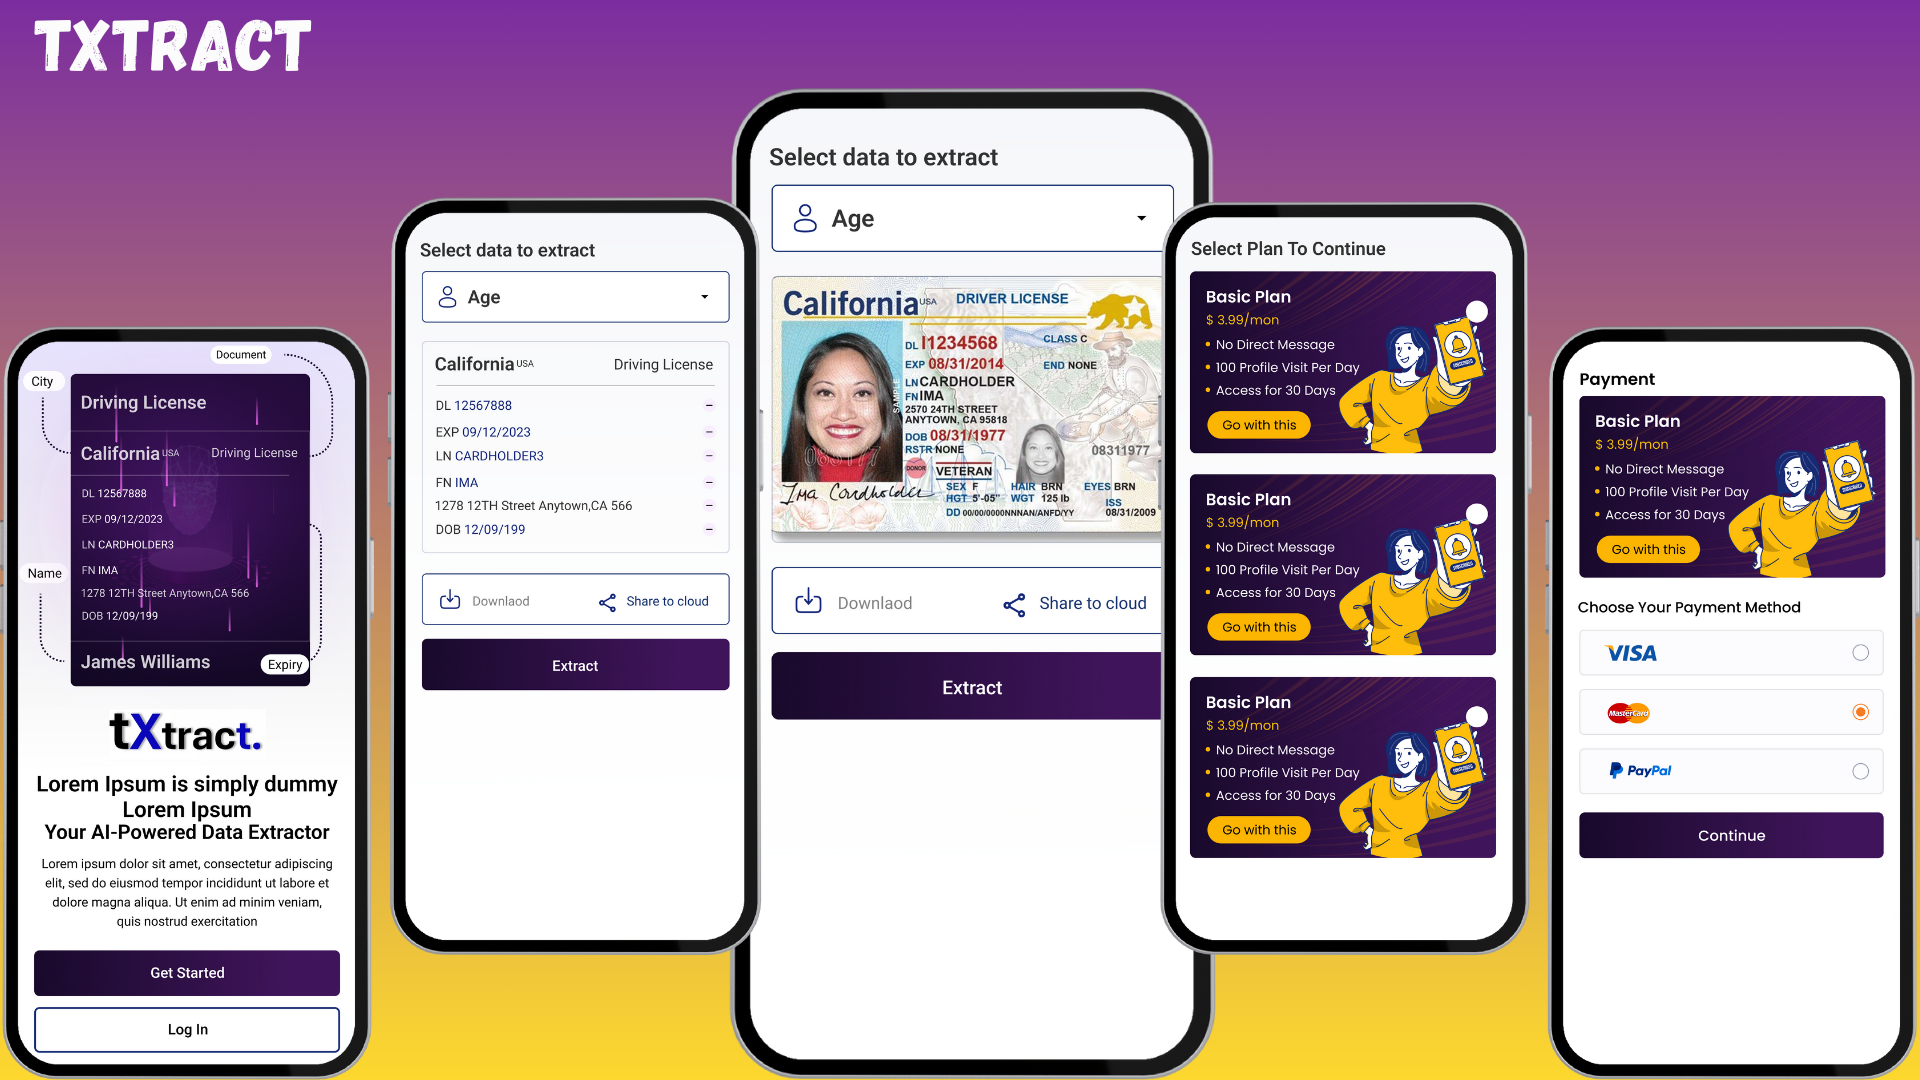 TXTRACT
Document
City
Driving License
California USA Driving License
DL 12567888
EXP 09/12/2023
LN CARDHOLDER3
FN IMA
Name
1278 12TH Street Anytown,CA 566
DOB 12/09/199
James Williams
Expiry
tXtract.
Lorem Ipsum is simply dummy
Lorem Ipsum
Your AI-Powered Data Extractor
Lorem ipsum dolor sit amet, consectetur adipiscing
elit, sed do eiusmod tempor incididunt ut labore et
dolore magna aliqua. Ut enim ad minim veniam,
quis nostrud exercitation
Get Started
Log In
Select data to extract
Age
California USA Driving License
DL 12567888
EXP 09/12/2023
LN CARDHOLDER3
FN IMA
1278 12TH Street Anytown,CA 566
DOB 12/09/199
Downlaod Share to cloud
Extract
Select data to extract
Age
California USA DRIVER LICENSE
DL I1234568 CLASS C
EXP 08/31/2014 END NONE
LN CARDHOLDER
FN IMA
2570 24TH STREET
ANYTOWN, CA 95818
DOB 08/31/1977
RSTR NONE 08311977
SAMPLE
083177
DONOR
VETERAN
SEX F HAIR BRN EYES BRN
HGT 5'-05" WGT 125 lb ISS
DD 00/00/0000NNNAN/ANFD/YY 08/31/2009
Ima Cardholder
Downlaod Share to cloud
Extract
Select Plan To Continue
Basic Plan
$ 3.99/mon
No Direct Message
100 Profile Visit Per Day
Access for 30 Days
Go with this
Basic Plan
$ 3.99/mon
No Direct Message
100 Profile Visit Per Day
Access for 30 Days
Go with this
Basic Plan
$ 3.99/mon
No Direct Message
100 Profile Visit Per Day
Access for 30 Days
Go with this
Payment
Basic Plan
$ 3.99/mon
No Direct Message
100 Profile Visit Per Day
Access for 30 Days
Go with this
Choose Your Payment Method
VISA
MasterCard
PayPal
Continue